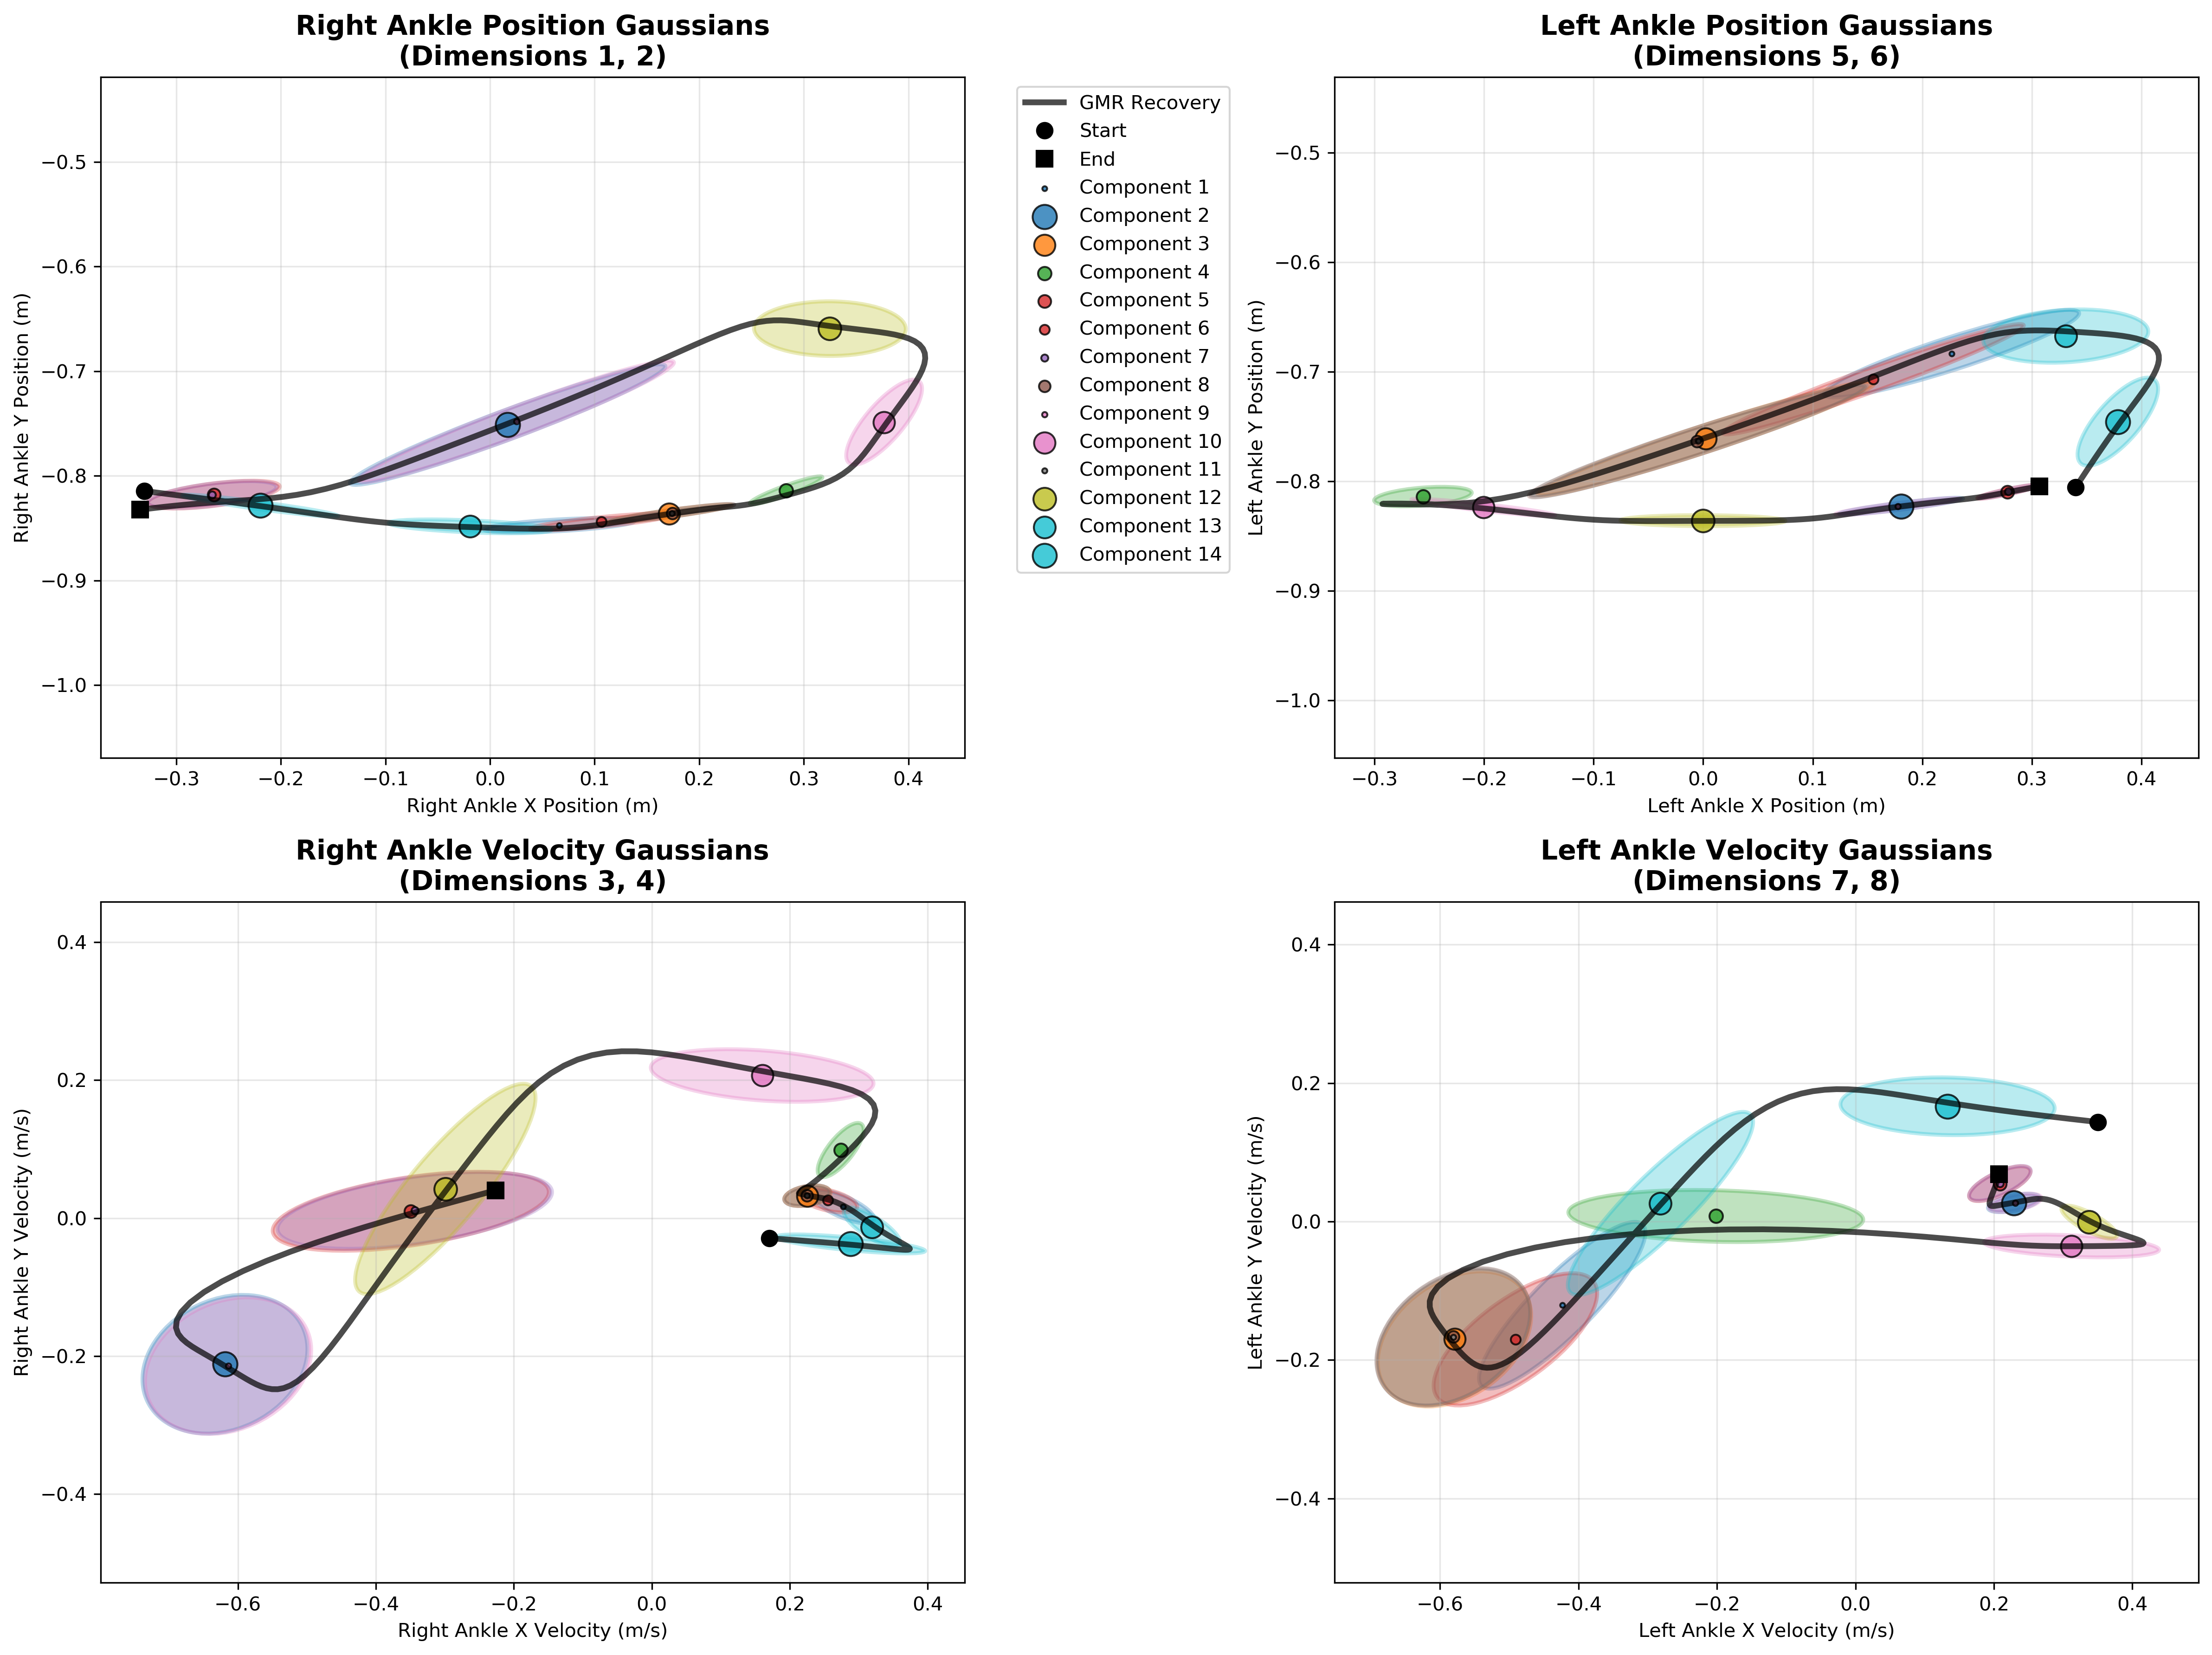 Right Ankle Position Gaussians
(Dimensions 1, 2)
−0.5
−0.6
−0.7
−0.8
−0.9
−1.0
Right Ankle Y Position (m)
−0.3
−0.2
−0.1
0.0
0.1
0.2
0.3
0.4
Right Ankle X Position (m)
GMR Recovery
Start
End
Component 1
Component 2
Component 3
Component 4
Component 5
Component 6
Component 7
Component 8
Component 9
Component 10
Component 11
Component 12
Component 13
Component 14
Left Ankle Position Gaussians
(Dimensions 5, 6)
−0.5
−0.6
−0.7
−0.8
−0.9
−1.0
Left Ankle Y Position (m)
−0.3
−0.2
−0.1
0.0
0.1
0.2
0.3
0.4
Left Ankle X Position (m)
Right Ankle Velocity Gaussians
(Dimensions 3, 4)
0.4
0.2
0.0
−0.2
−0.4
Right Ankle Y Velocity (m/s)
−0.6
−0.4
−0.2
0.0
0.2
0.4
Right Ankle X Velocity (m/s)
Left Ankle Velocity Gaussians
(Dimensions 7, 8)
0.4
0.2
0.0
−0.2
−0.4
Left Ankle Y Velocity (m/s)
−0.6
−0.4
−0.2
0.0
0.2
0.4
Left Ankle X Velocity (m/s)